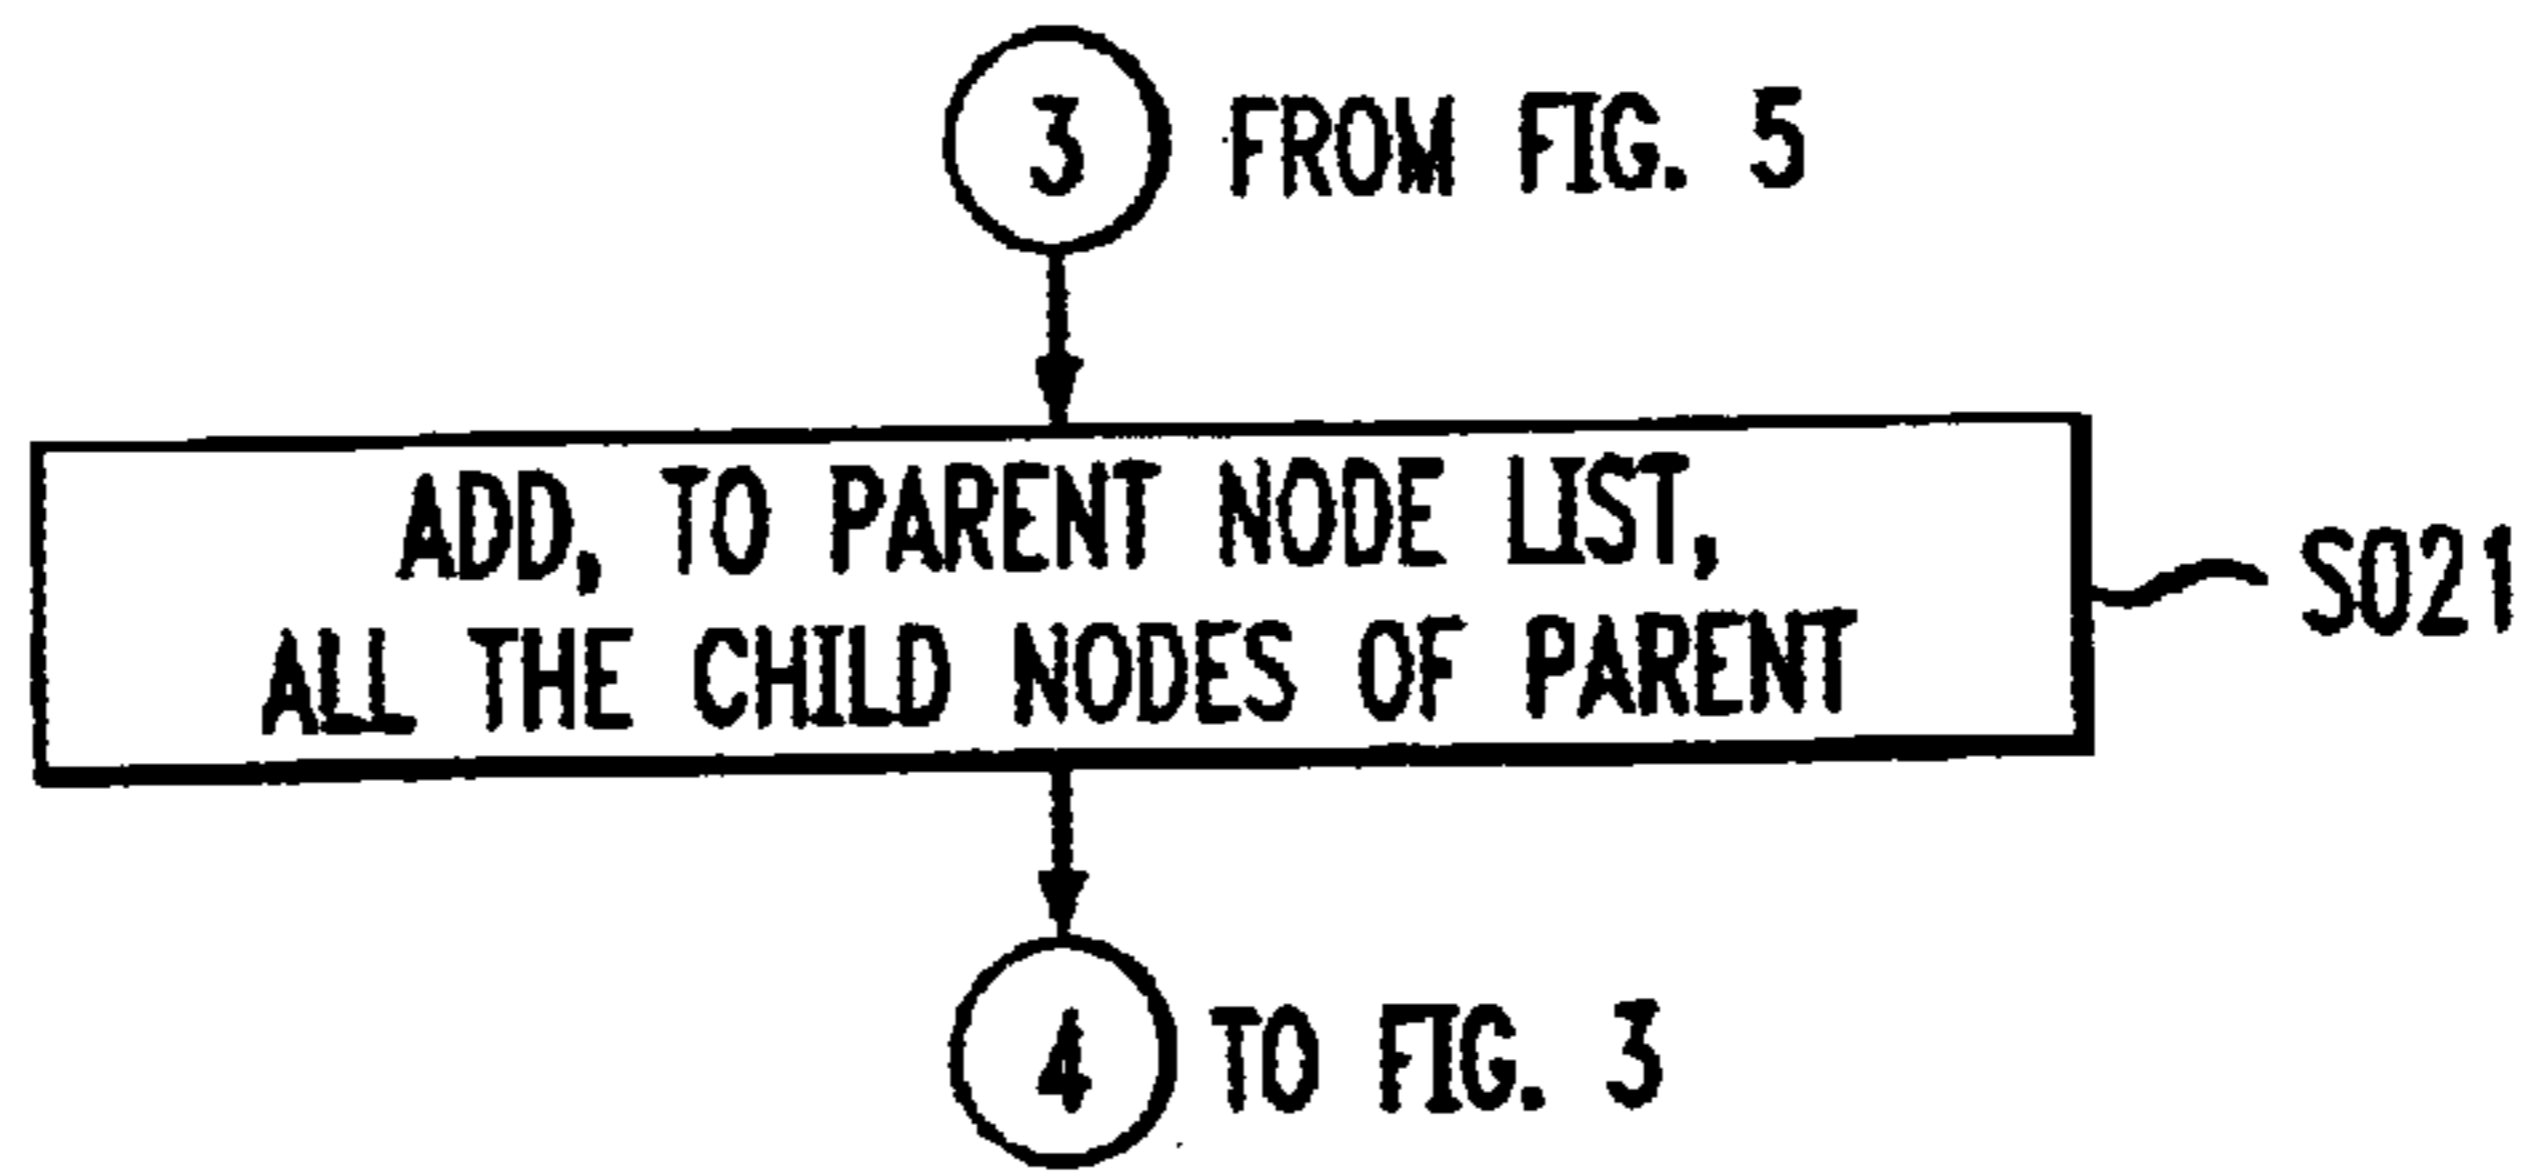 3 FROM FIG. 5
ADD, TO PARENT NODE LIST,
ALL THE CHILD NODES OF PARENT
S021
4 TO FIG. 3